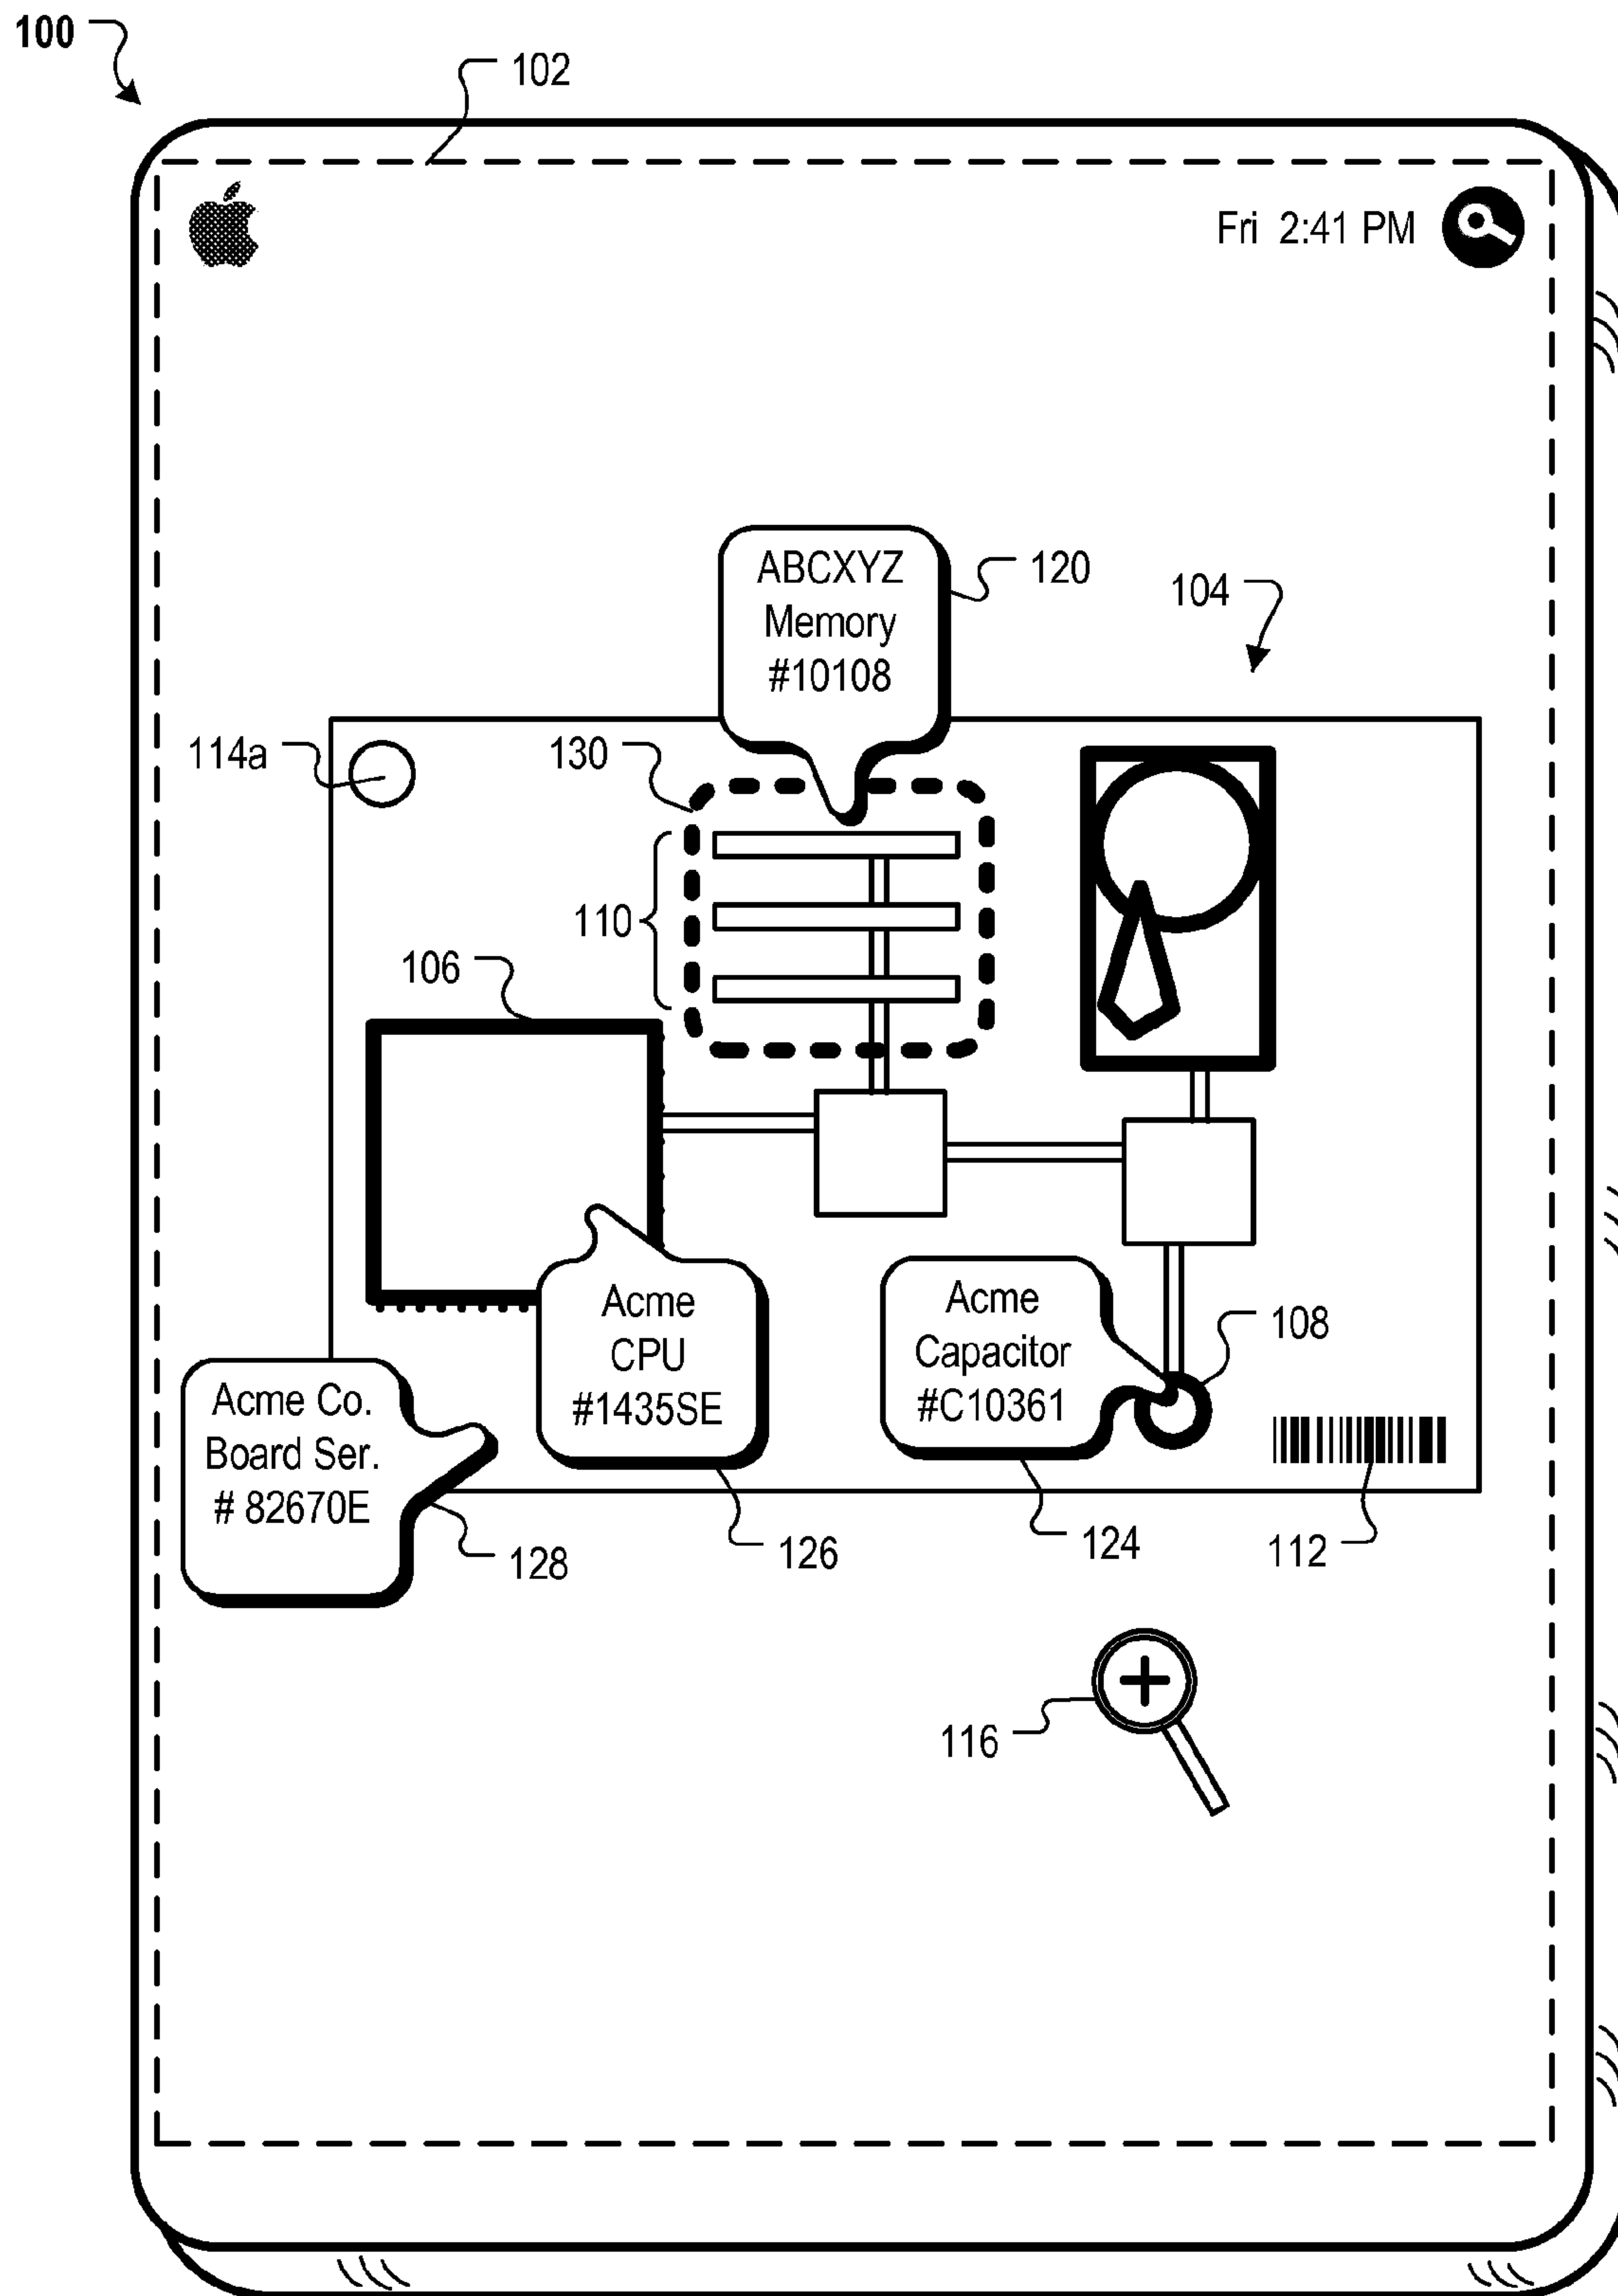 100
102
Fri 2:41 PM
ABCXYZ
Memory
#10108
120
104
114a
130
110
106
Acme
CPU
#1435SE
Acme
Capacitor
#C10361
108
Acme Co.
Board Ser.
# 82670E
128
126
124
112
116